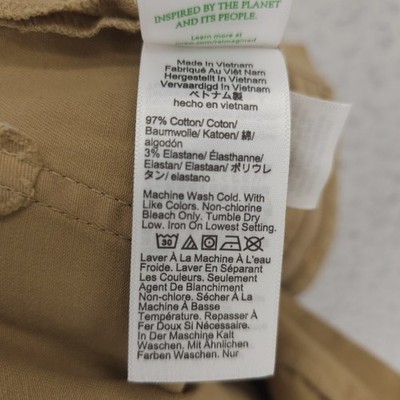 INSPIRED BY THE PLANET
AND ITS PEOPLE.
Learn more at
Made In Vietnam
Fabriqué Au Viêt Nam
Hergestellt In Vietnam
Vervaardigd In Vietnam
ベトナム製
hecho en vietnam
97% Cotton/ Coton/
Baumwolle/ Katoen/ 綿/
algodón
3% Elastane/ Élasthanne/
Elastan/ Elastaan/ ポリウレ
タン/ elastano
Machine Wash Cold. With
Like Colors. Non-chlorine
Bleach Only. Tumble Dry
Low. Iron On Lowest Setting.
30
Laver À La Machine À L'eau
Froide. Laver En Séparant
Les Couleurs. Seulement
Agent De Blanchiment
Non-chlore. Sécher À La
Machine À Basse
Température. Repasser À
Fer Doux Si Nécessaire.
In Der Maschine Kalt
Waschen. Mit Ähnlichen
Farben Waschen. Nur